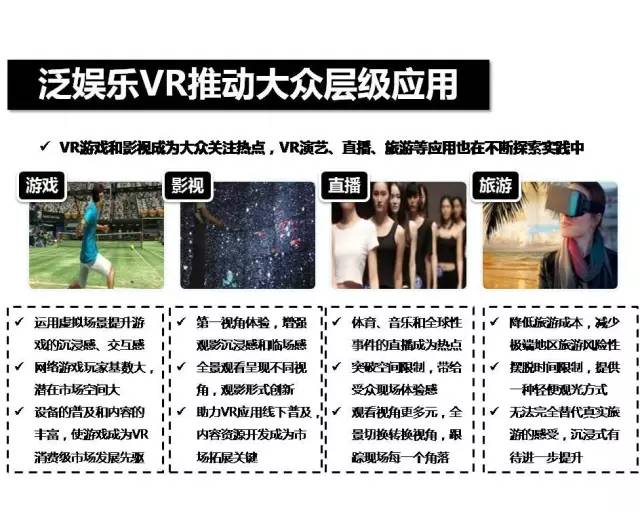 泛娱乐VR推动大众层级应用
✓ VR游戏和影视成为大众关注热点，VR演艺、直播、旅游等应用也在不断探索实践中
游戏
✓ 运用虚拟场景提升游
戏的沉浸感、交互感
✓ 网络游戏玩家基数大，
潜在市场空间大
✓ 设备的普及和内容的
丰富，使游戏成为VR
消费级市场发展先驱
影视
✓ 第一视角体验，增强
观影沉浸感和临场感
✓ 全景观看呈现不同视
角，观影形式创新
✓ 助力VR应用线下普及，
内容资源开发成为市
场拓展关键
直播
✓ 体育、音乐和全球性
事件的直播成为热点
✓ 突破空间限制，带给
受众现场体验感
✓ 观看视角更多元，全
景切换转换视角，跟
踪现场每一个角落
旅游
✓ 降低旅游成本，减少
极端地区旅游风险性
✓ 摆脱时间限制，提供
一种轻便观光方式
✓ 无法完全替代真实旅
游的感受，沉浸式有
待进一步提升